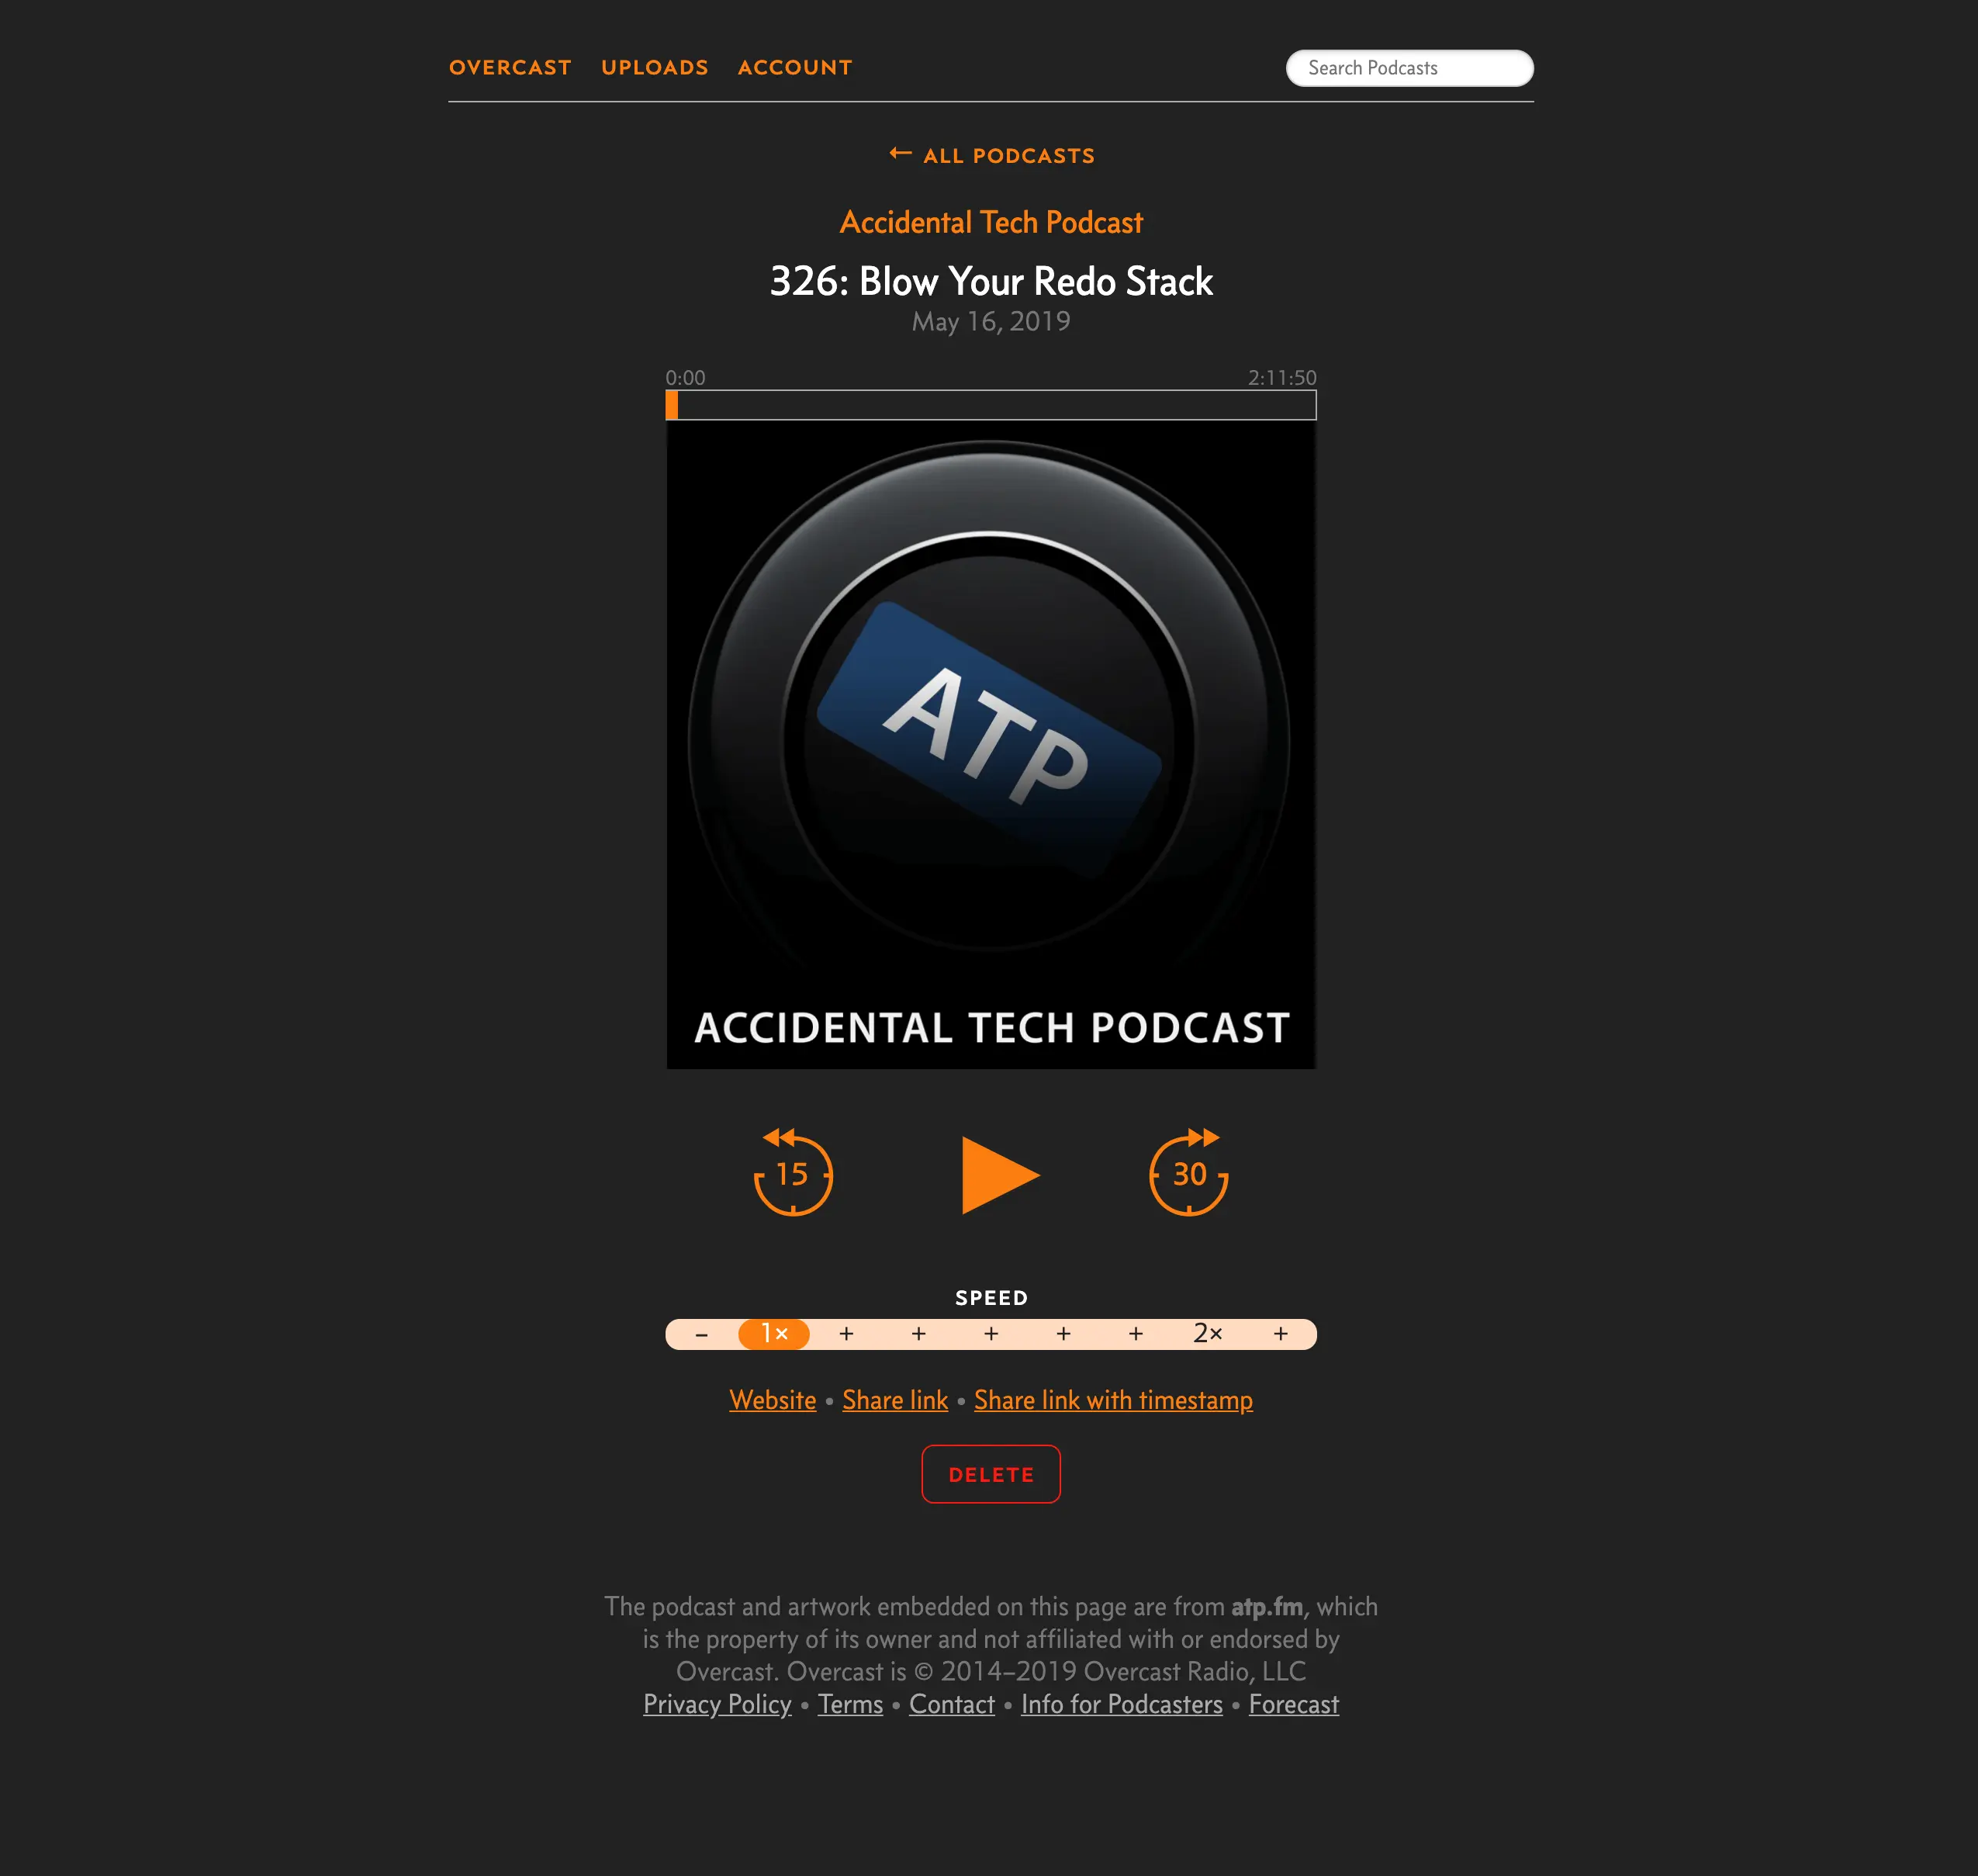 OVERCAST UPLOADS ACCOUNT Search Podcasts
← ALL PODCASTS
Accidental Tech Podcast
326: Blow Your Redo Stack
May 16, 2019
0:00 2:11:50
ATP
ACCIDENTAL TECH PODCAST
15 30
SPEED
– 1× + + + + + 2× +
Website • Share link • Share link with timestamp
DELETE
The podcast and artwork embedded on this page are from atp.fm, which
is the property of its owner and not affiliated with or endorsed by
Overcast. Overcast is © 2014–2019 Overcast Radio, LLC
Privacy Policy • Terms • Contact • Info for Podcasters • Forecast